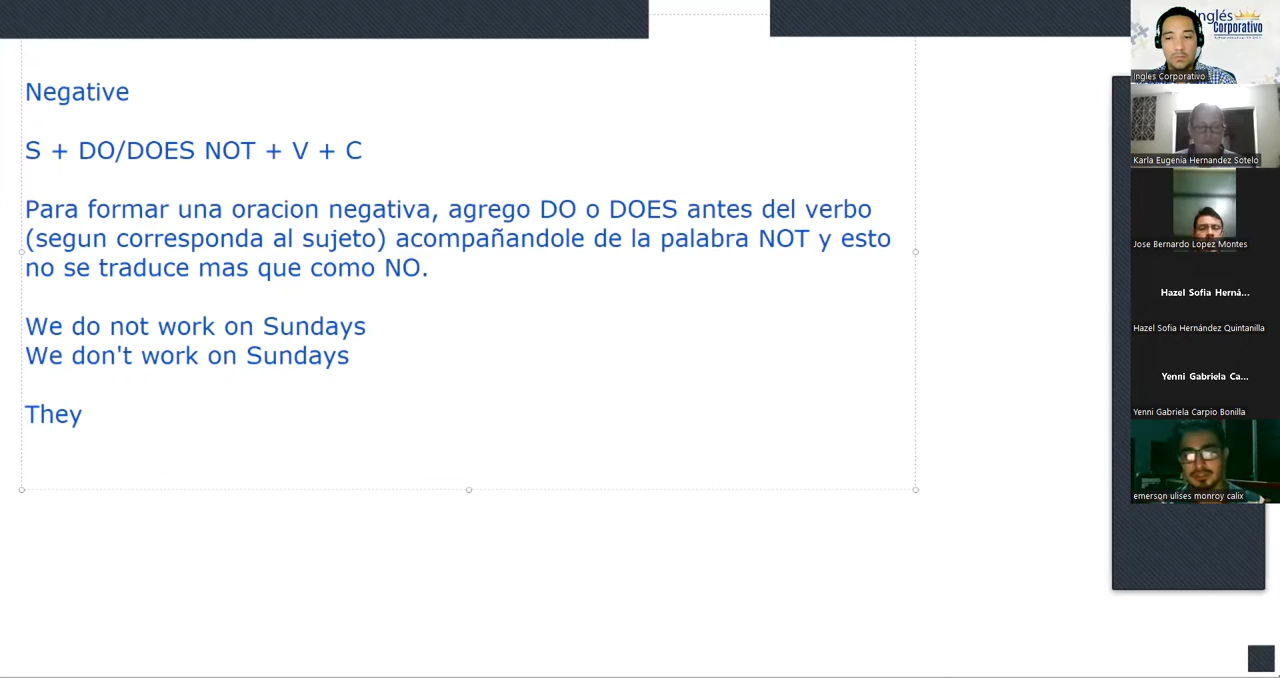 Negative
S + DO/DOES NOT + V + C
Para formar una oracion negativa, agrego DO o DOES antes del verbo
(segun corresponda al sujeto) acompañandole de la palabra NOT y esto
no se traduce mas que como NO.
We do not work on Sundays
We don't work on Sundays
They
Inglés
Corporativo
Ingles Corporativo
Karla Eugenia Hernandez Sotelo
Jose Bernardo Lopez Montes
Hazel Sofia Herná...
Hazel Sofia Hernández Quintanilla
Yenni Gabriela Ca...
Yenni Gabriela Carpio Bonilla
emerson ulises monroy calix